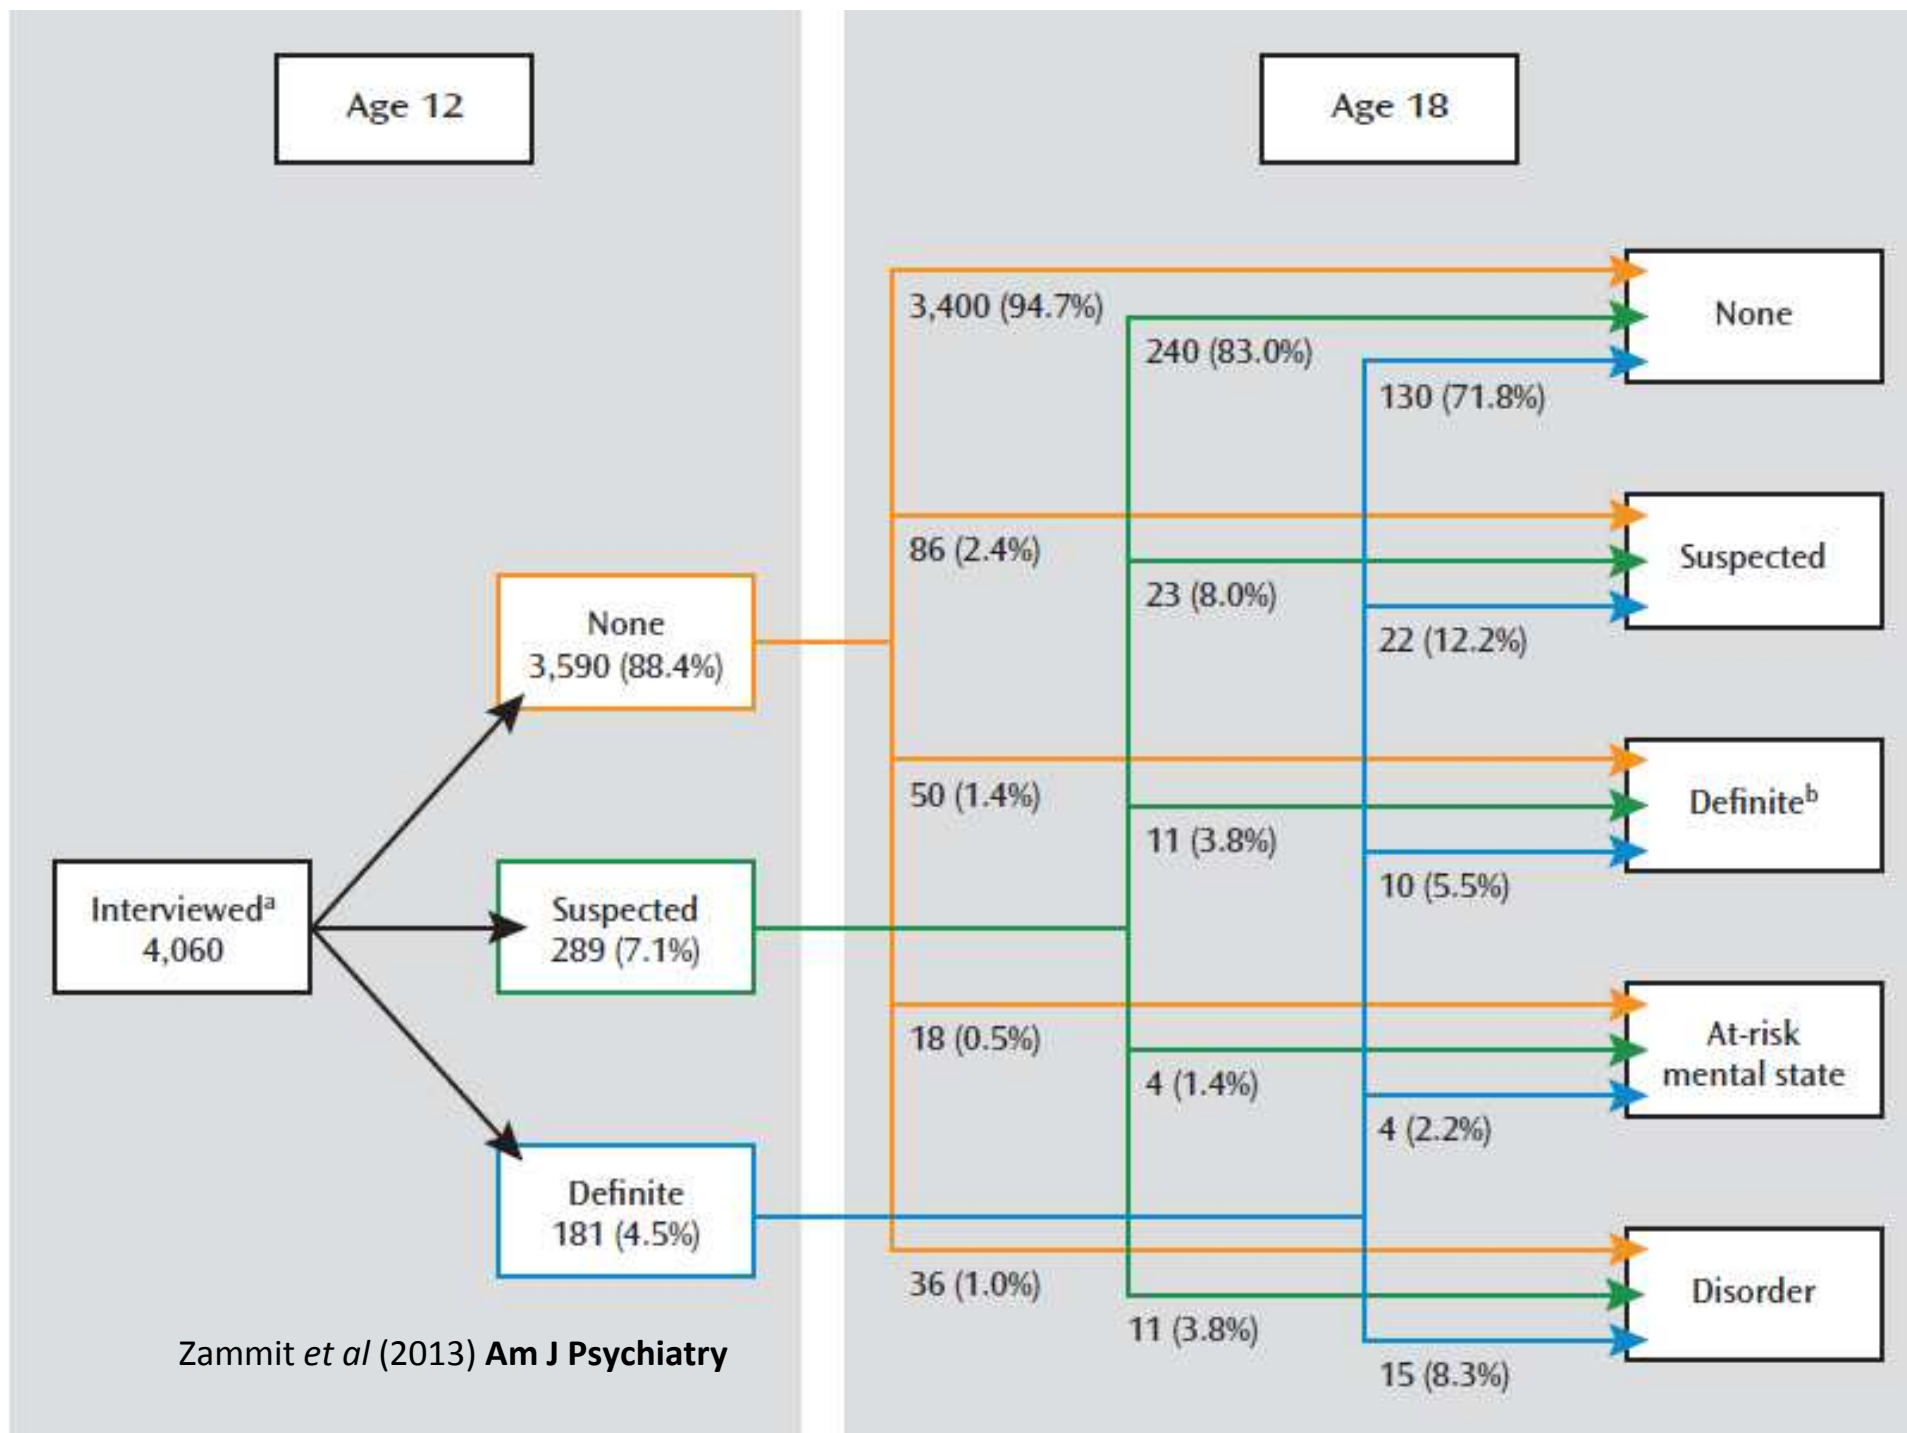 Age 12
Age 18
None
3,590 (88.4%)
Interviewedᵃ
4,060
Suspected
289 (7.1%)
Definite
181 (4.5%)
3,400 (94.7%)
240 (83.0%)
130 (71.8%)
None
86 (2.4%)
23 (8.0%)
22 (12.2%)
Suspected
50 (1.4%)
11 (3.8%)
10 (5.5%)
Definiteᵇ
18 (0.5%)
4 (1.4%)
4 (2.2%)
At-risk
mental state
36 (1.0%)
11 (3.8%)
15 (8.3%)
Disorder
Zammit et al (2013) Am J Psychiatry